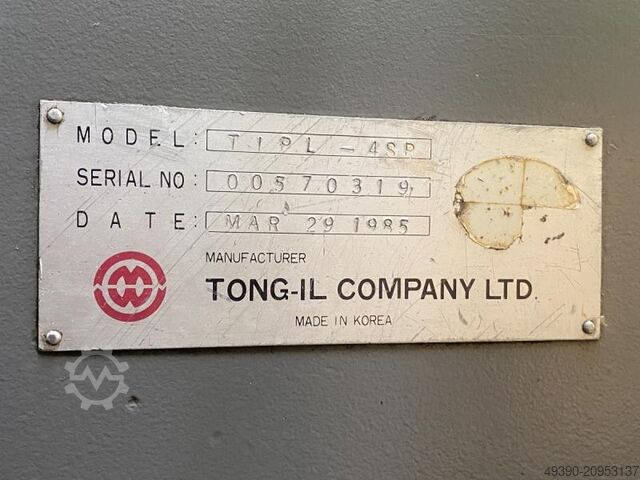 MODEL: TIPL-4SP
SERIAL NO: 00570319
DATE: MAR 29 1985
MANUFACTURER
TONG-IL COMPANY LTD.
MADE IN KOREA
49390-20953137